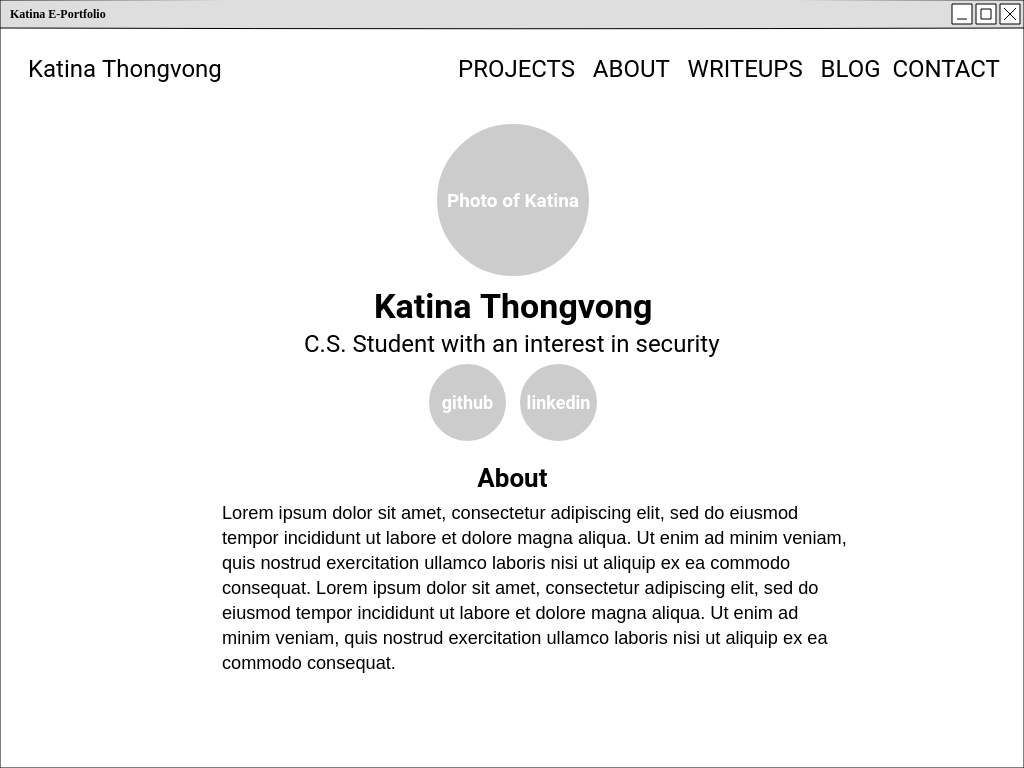 Katina E-Portfolio
Katina Thongvong
PROJECTS ABOUT WRITEUPS BLOG CONTACT
Photo of Katina
Katina Thongvong
C.S. Student with an interest in security
github linkedin
About
Lorem ipsum dolor sit amet, consectetur adipiscing elit, sed do eiusmod
tempor incididunt ut labore et dolore magna aliqua. Ut enim ad minim veniam,
quis nostrud exercitation ullamco laboris nisi ut aliquip ex ea commodo
consequat. Lorem ipsum dolor sit amet, consectetur adipiscing elit, sed do
eiusmod tempor incididunt ut labore et dolore magna aliqua. Ut enim ad
minim veniam, quis nostrud exercitation ullamco laboris nisi ut aliquip ex ea
commodo consequat.